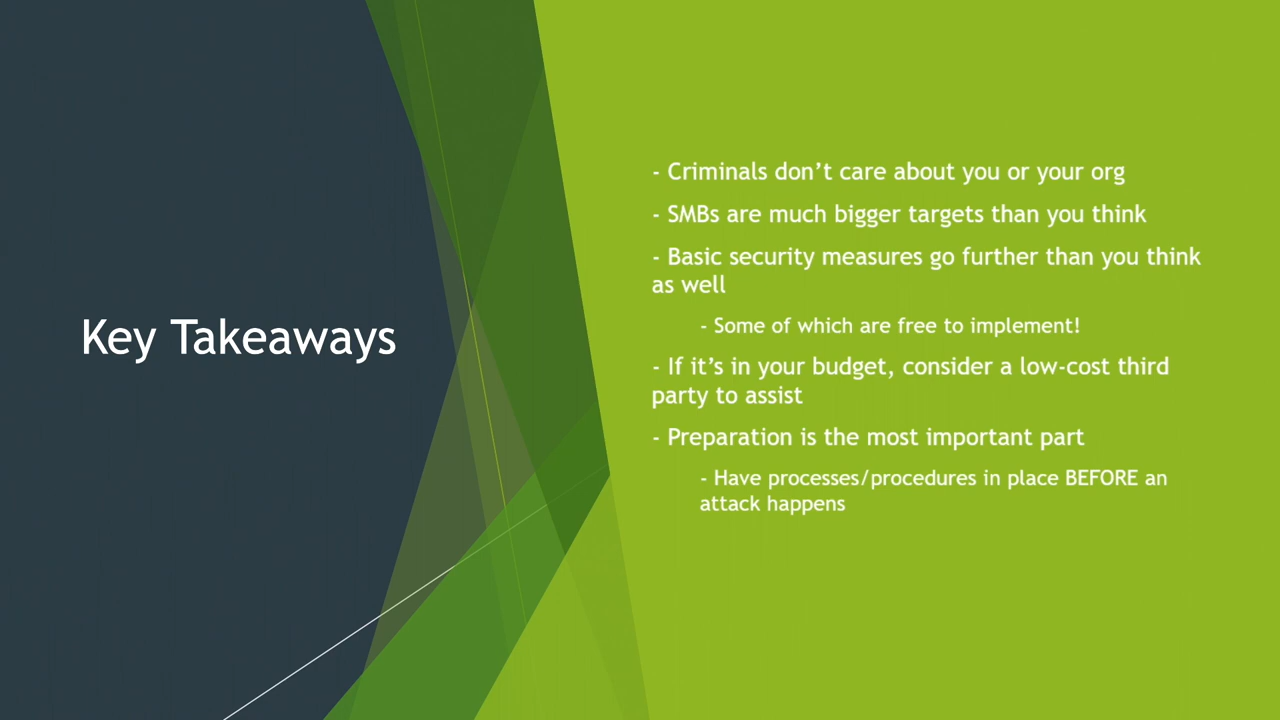 Key Takeaways
- Criminals don’t care about you or your org
- SMBs are much bigger targets than you think
- Basic security measures go further than you think
as well
- Some of which are free to implement!
- If it’s in your budget, consider a low-cost third
party to assist
- Preparation is the most important part
- Have processes/procedures in place BEFORE an
attack happens